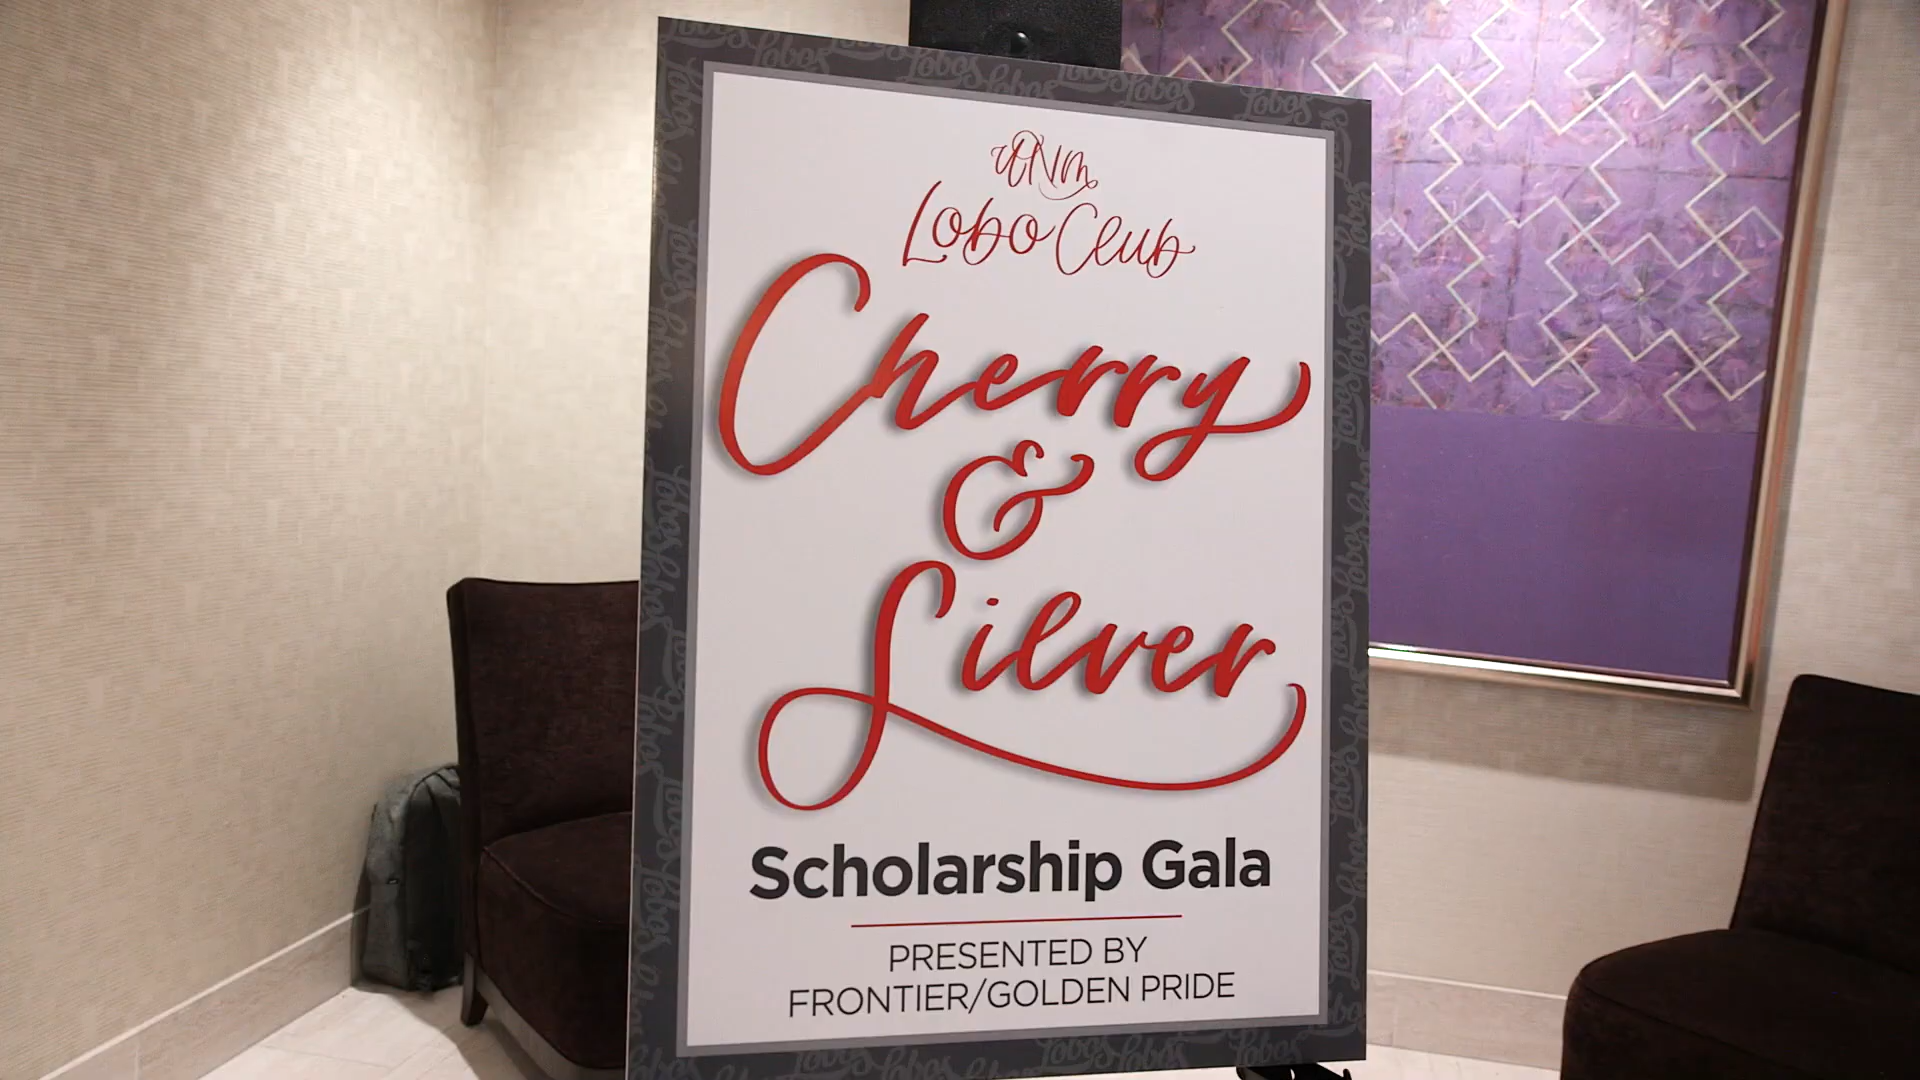 UNM
Lobo Club
Cherry
&
Silver
Scholarship Gala
PRESENTED BY
FRONTIER/GOLDEN PRIDE